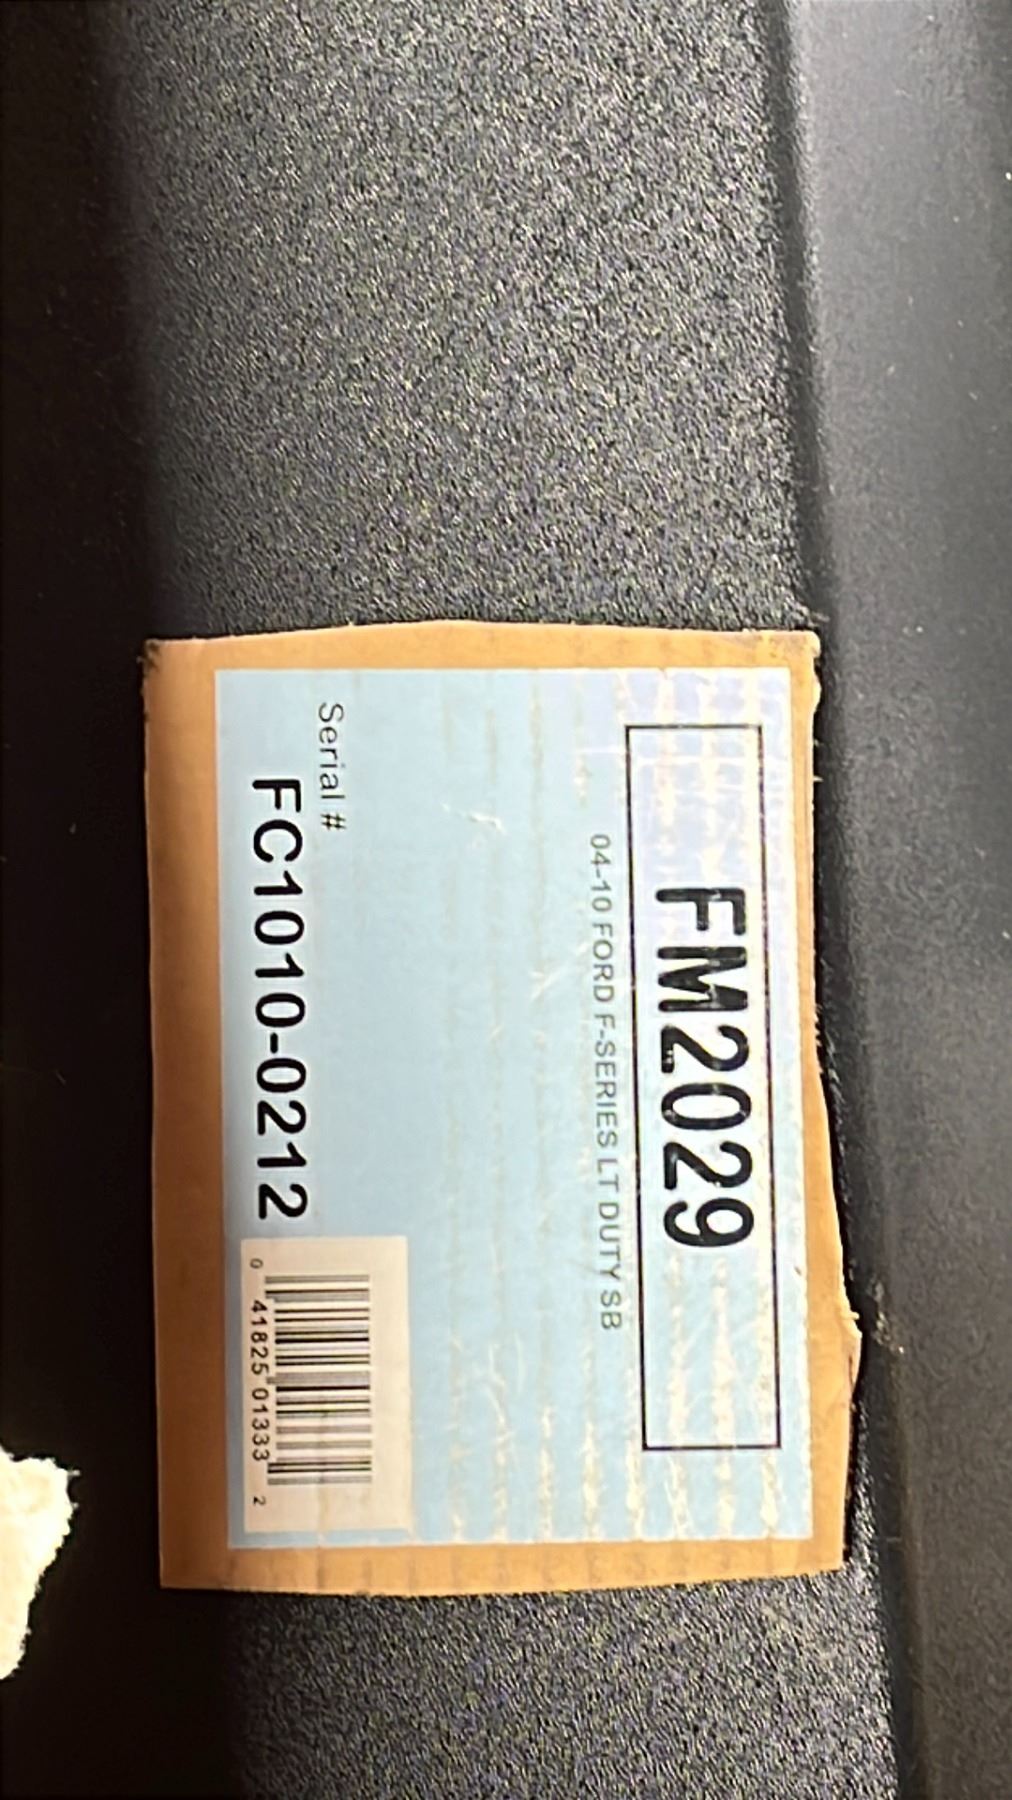 FM2029
04-10 FORD F-SERIES LT DUTY SB
Serial #
FC1010-0212
0 41825 01333 2